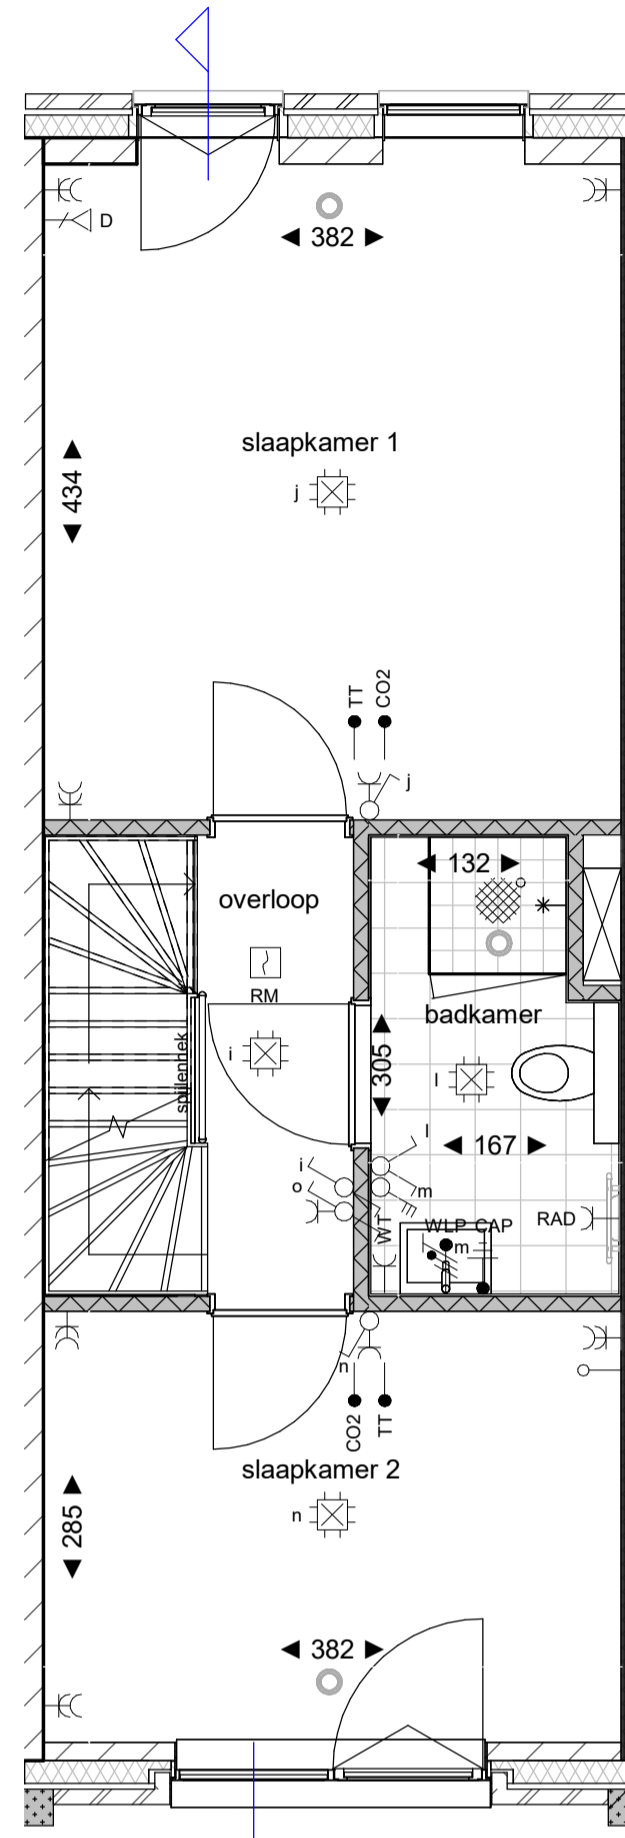 D
◄ 382 ►
slaapkamer 1
◄ 434 ►
j
TT
CO2
j
◄ 132 ►
overloop
RM
badkamer
spillenhek
i
l
◄ 305 ►
l
◄ 167 ►
i
m
o
WT
WLP CAP
RAD
m
n
CO2
TT
slaapkamer 2
◄ 285 ►
n
◄ 382 ►